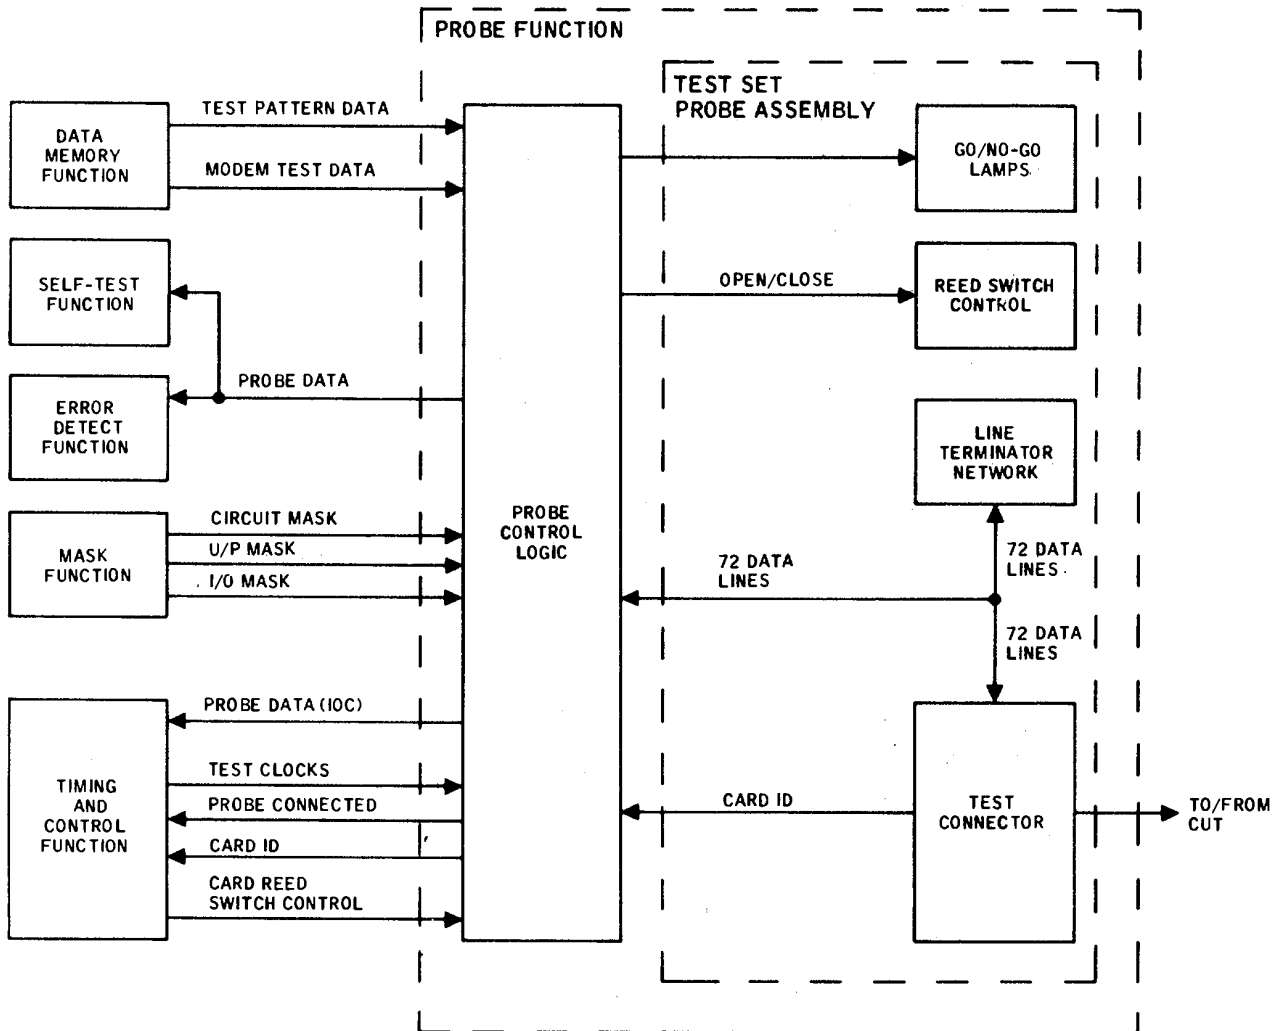 PROBE FUNCTION
TEST SET
PROBE ASSEMBLY
DATA
MEMORY
FUNCTION
TEST PATTERN DATA
MODEM TEST DATA
GO/NO-GO
LAMPS
SELF-TEST
FUNCTION
OPEN/CLOSE
REED SWITCH
CONTROL
ERROR
DETECT
FUNCTION
PROBE DATA
LINE
TERMINATOR
NETWORK
MASK
FUNCTION
CIRCUIT MASK
U/P MASK
I/O MASK
PROBE
CONTROL
LOGIC
72 DATA
LINES
72 DATA
LINES
72 DATA
LINES
TIMING
AND
CONTROL
FUNCTION
PROBE DATA (IOC)
TEST CLOCKS
PROBE CONNECTED
CARD ID
CARD REED
SWITCH CONTROL
CARD ID
TEST
CONNECTOR
TO/FROM
CUT